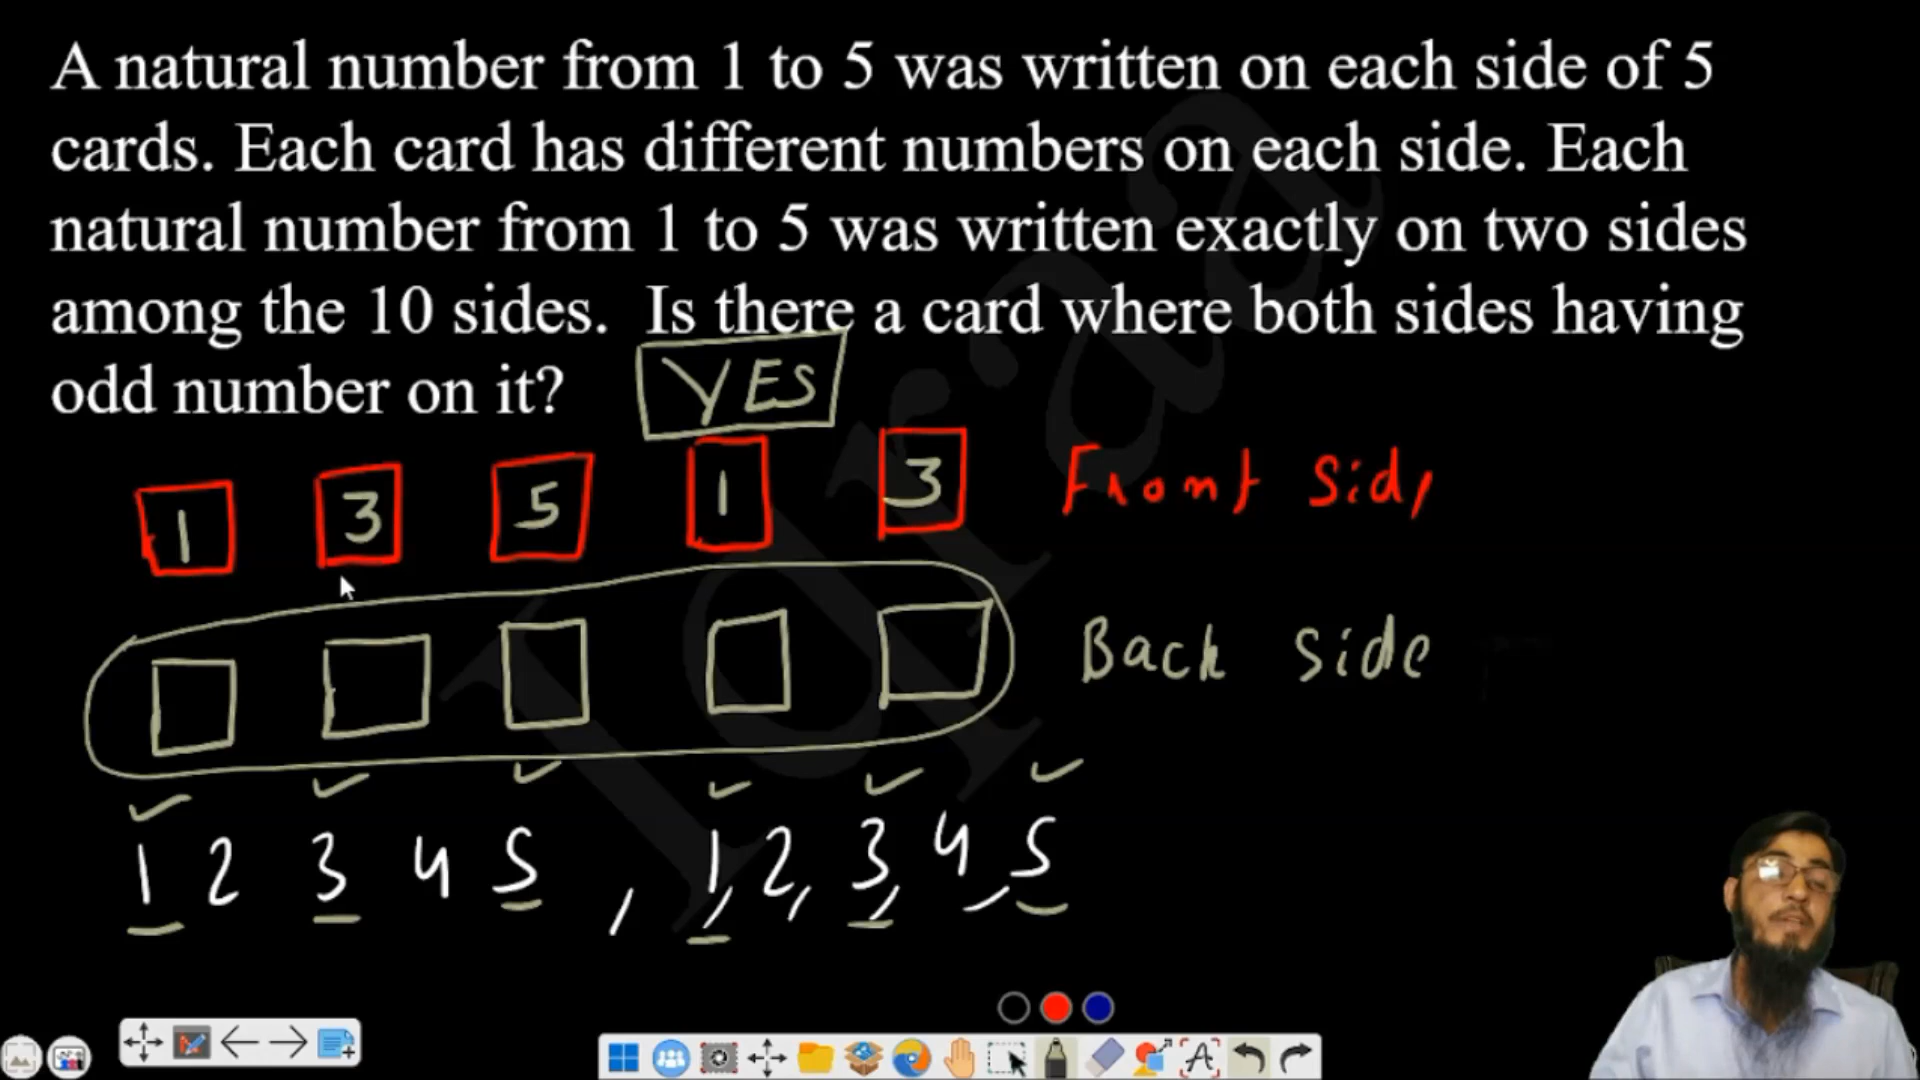 A natural number from 1 to 5 was written on each side of 5
cards. Each card has different numbers on each side. Each
natural number from 1 to 5 was written exactly on two sides
among the 10 sides. Is there a card where both sides having
odd number on it? YES
1 3 5 1 3 Front Side
Back Side
1 2 3 4 5 , 1, 2, 3, 4, 5
Idraa